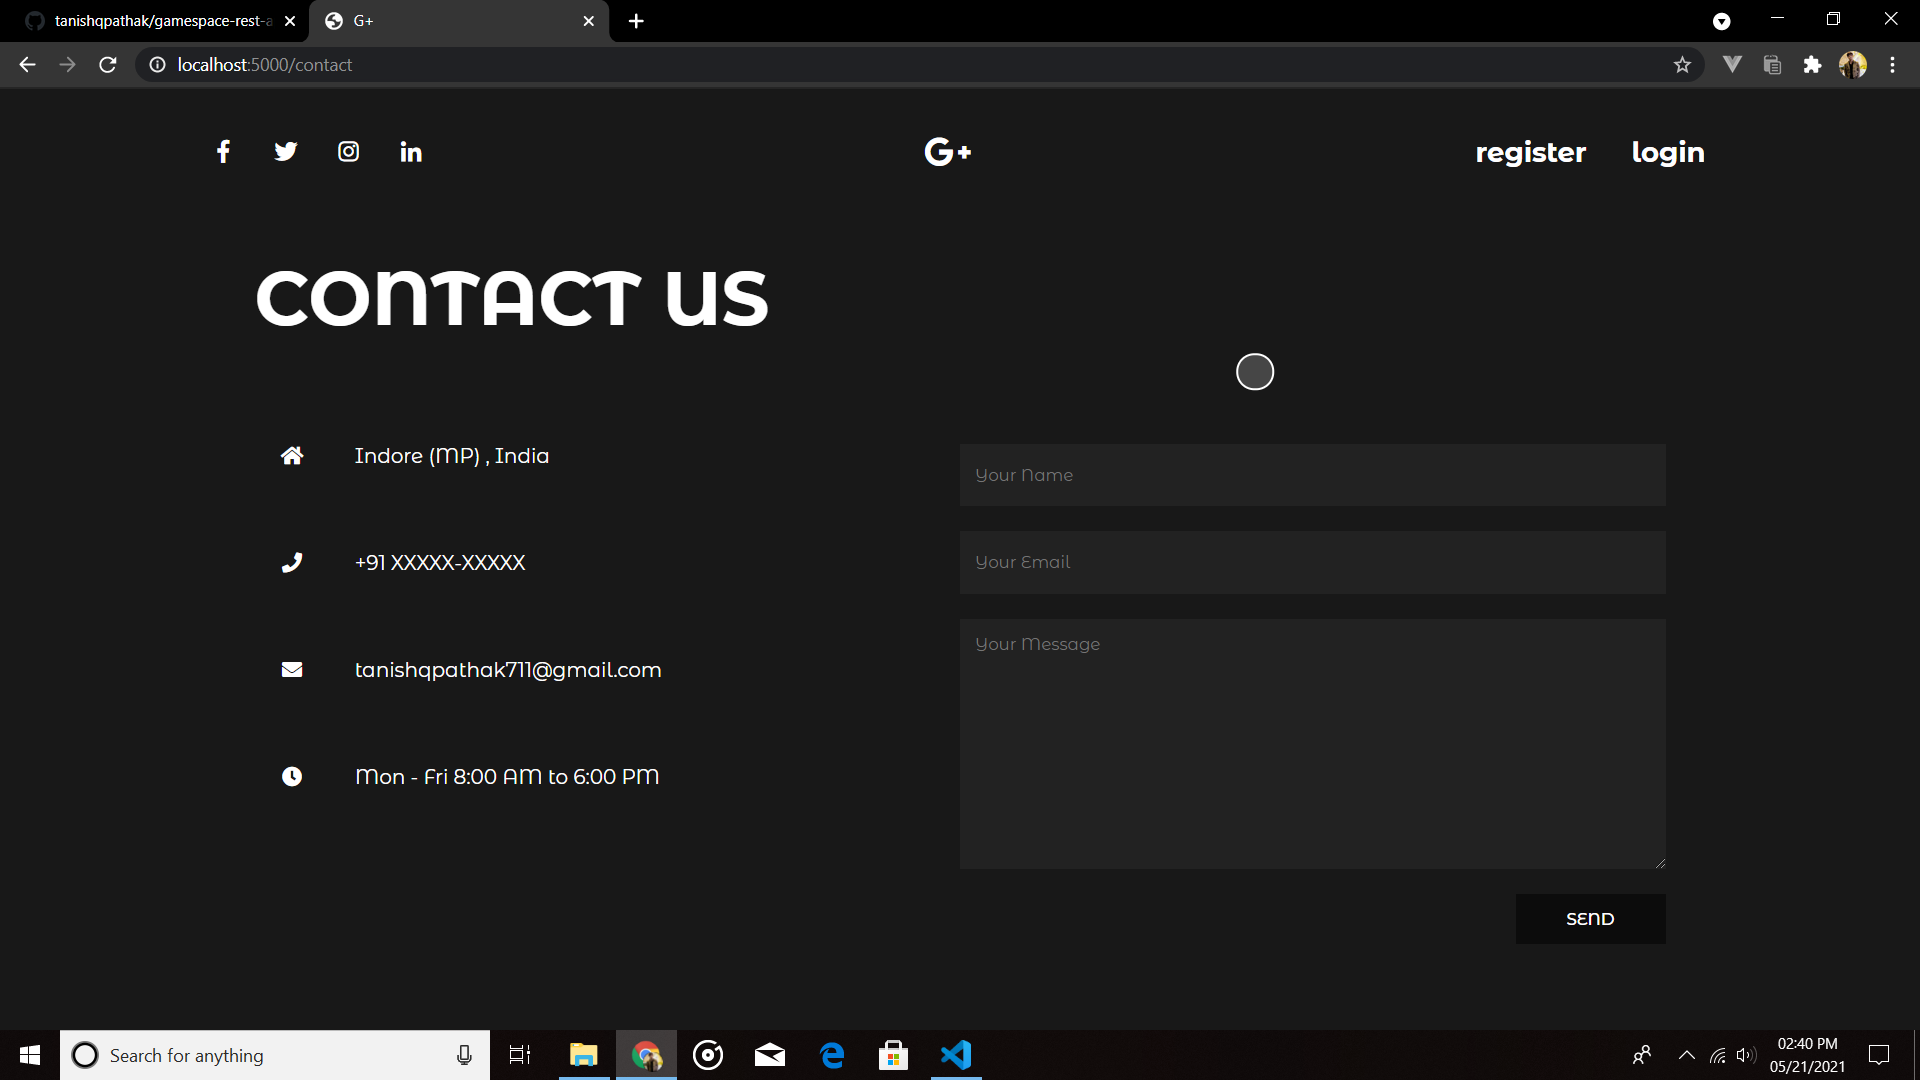 tanishqpathak/gamespace-rest-a
G+
localhost:5000/contact
G+
register
login
CONTACT US
Indore (MP) , India
+91 XXXXX-XXXXX
tanishqpathak711@gmail.com
Mon - Fri 8:00 AM to 6:00 PM
Your Name
Your Email
Your Message
SEND
Search for anything
02:40 PM
05/21/2021